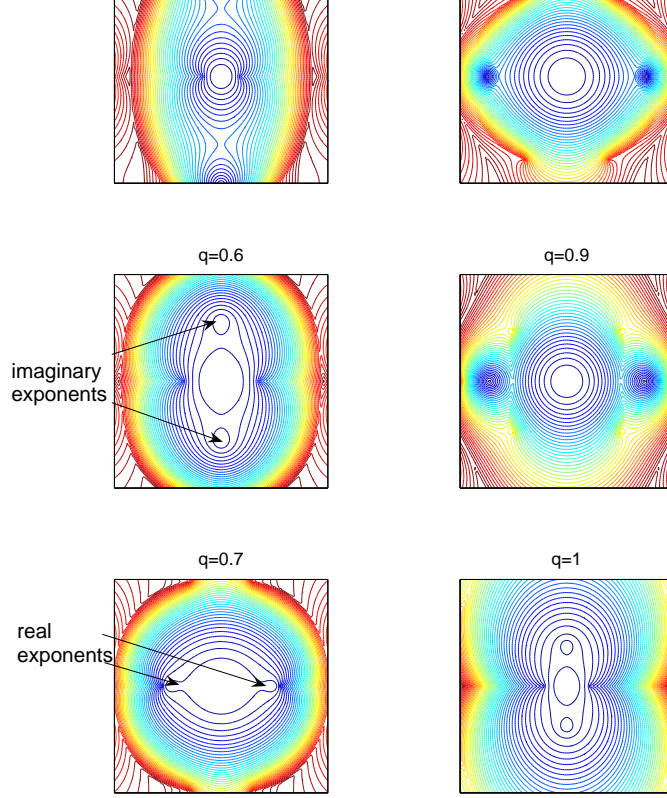 q=0.6
q=0.9
imaginary
exponents
q=0.7
q=1
real
exponents